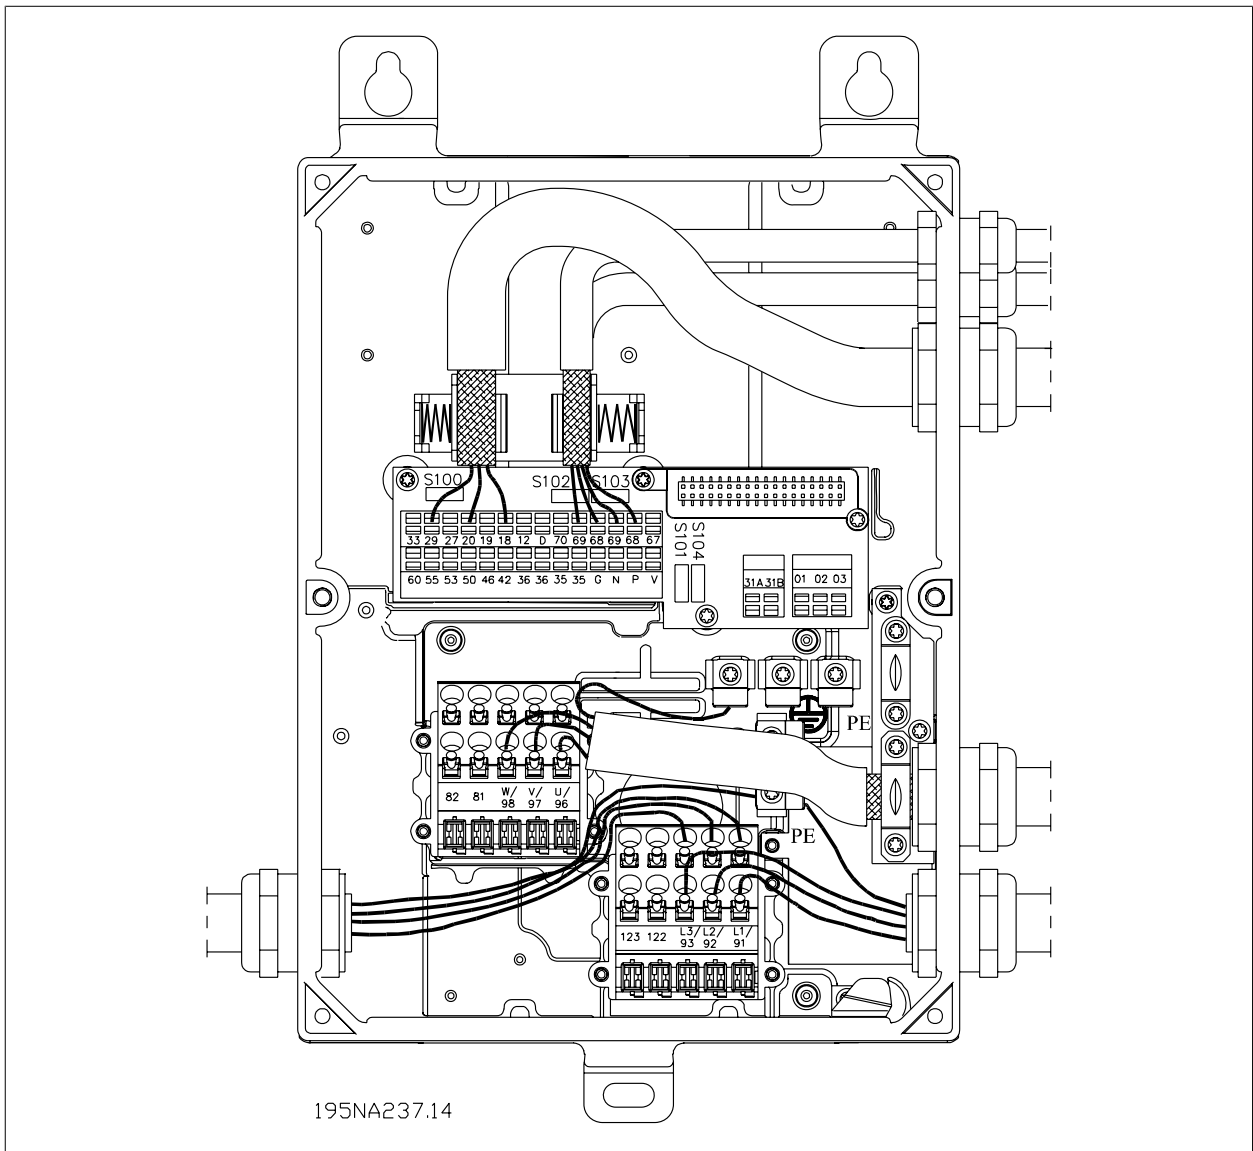 S100
S102
S103
33 29 27 20 19 18 12 D 70 69 68 69 68 67
60 55 53 50 46 42 36 36 35 35 G N P V
S101
S104
31A 31B
01 02 03
PE
82 81 W/98 V/97 U/96
PE
123 122 L3/93 L2/92 L1/91
195NA237.14